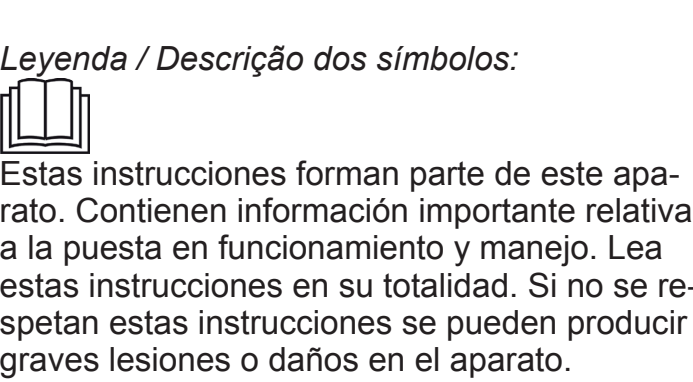 Leyenda / Descrição dos símbolos:
Estas instrucciones forman parte de este apa-
rato. Contienen información importante relativa
a la puesta en funcionamiento y manejo. Lea
estas instrucciones en su totalidad. Si no se re-
spetan estas instrucciones se pueden producir
graves lesiones o daños en el aparato.